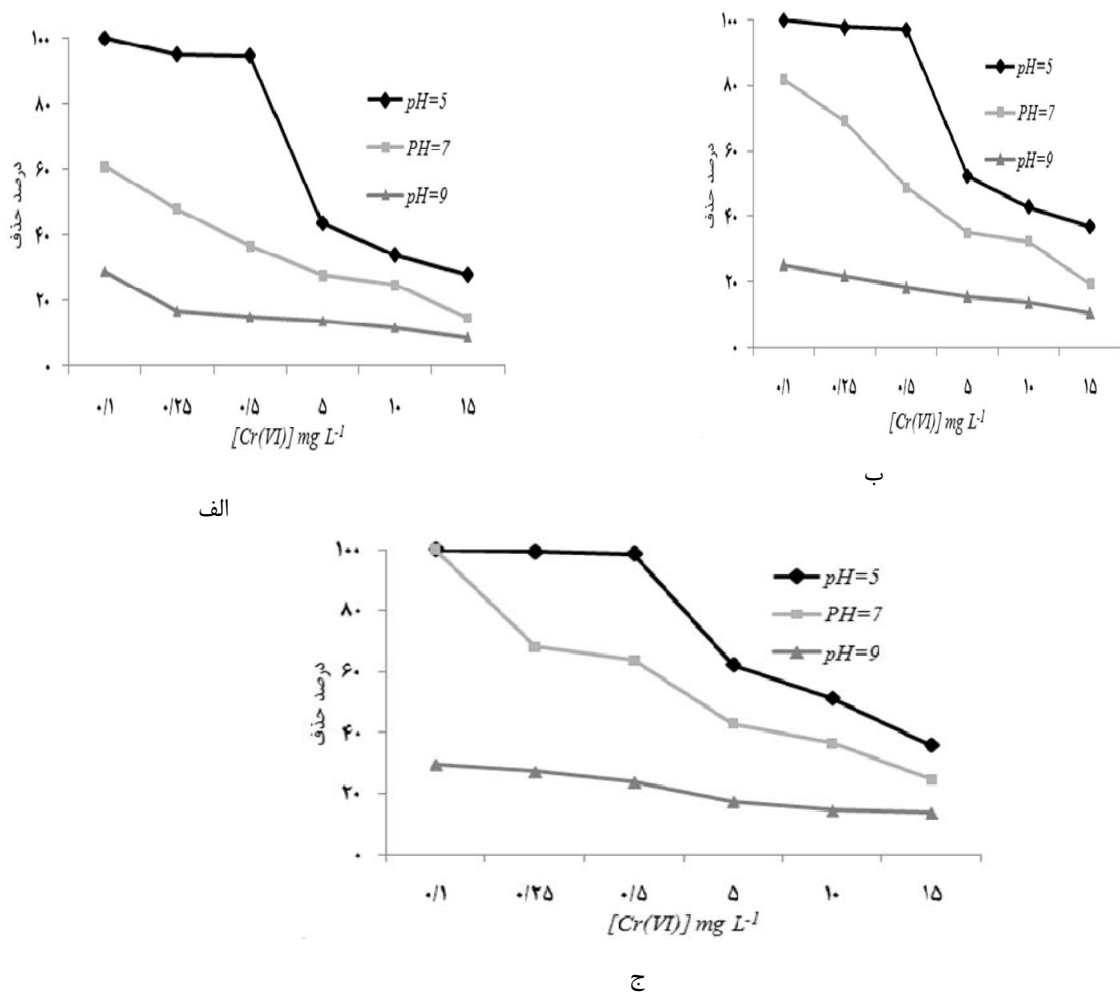 ۱۰۰
۸۰
۶۰
۴۰
۲۰
۰
درصد حذف
pH=5
PH=7
pH=9
۰/۱ ۰/۲۵ ۰/۵ ۵ ۱۰ ۱۵
[Cr(VI)] mg L-1
الف
۱۰۰
۸۰
۶۰
۴۰
۲۰
۰
درصد حذف
pH=5
PH=7
pH=9
۰/۱ ۰/۲۵ ۰/۵ ۵ ۱۰ ۱۵
[Cr(VI)] mg L-1
ب
۱۰۰
۸۰
۶۰
۴۰
۲۰
۰
درصد حذف
pH=5
PH=7
pH=9
۰/۱ ۰/۲۵ ۰/۵ ۵ ۱۰ ۱۵
[Cr(VI)] mg L-1
ج